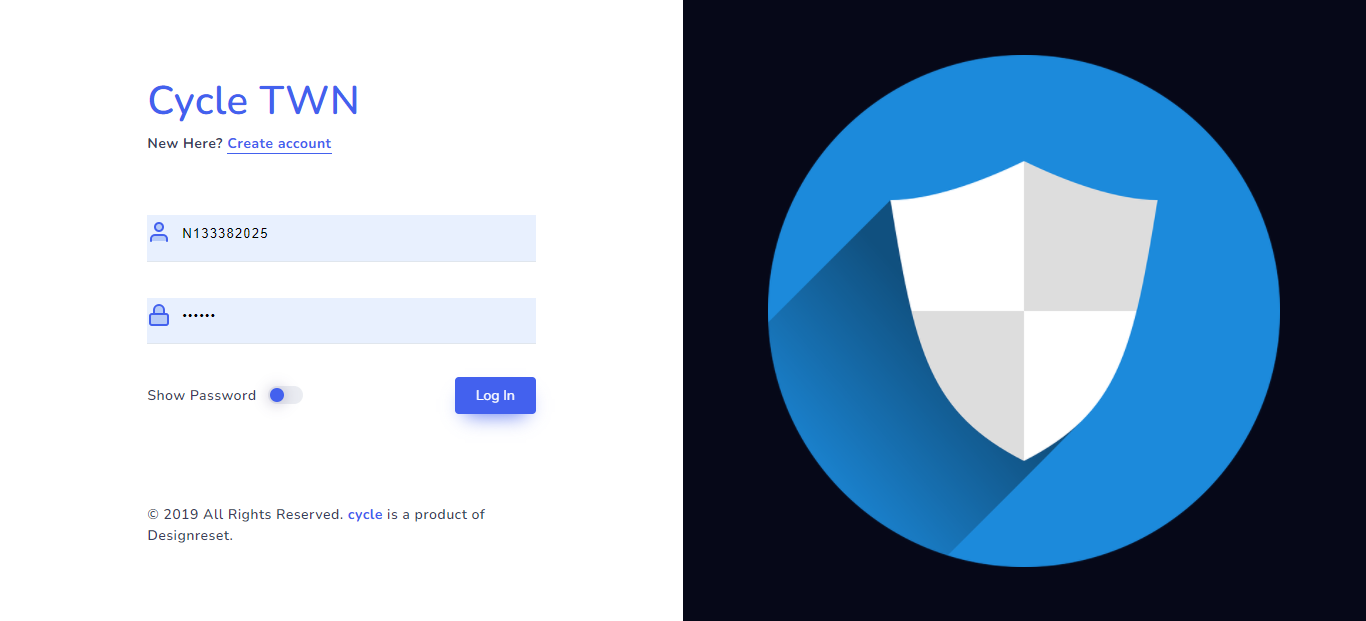 Cycle TWN
New Here? Create account
N133382025
••••••
Show Password
Log In
© 2019 All Rights Reserved. cycle is a product of
Designreset.